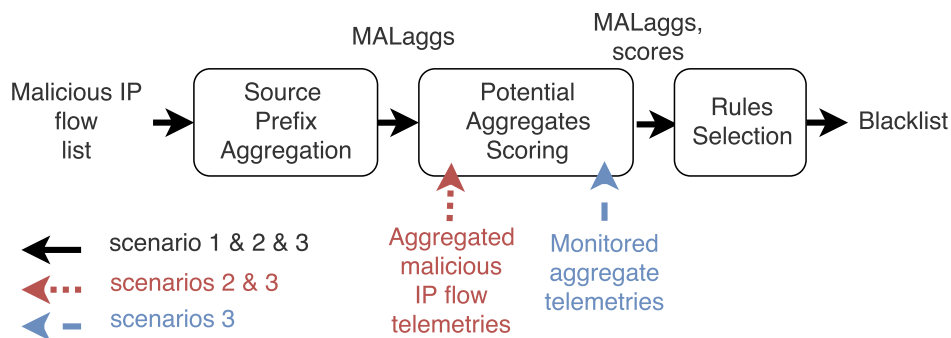 MALaggs
MALaggs,
scores
Malicious IP
flow
list
Source
Prefix
Aggregation
Potential
Aggregates
Scoring
Rules
Selection
Blacklist
Aggregated
malicious
IP flow
telemetries
Monitored
aggregate
telemetries
scenario 1 & 2 & 3
scenarios 2 & 3
scenarios 3